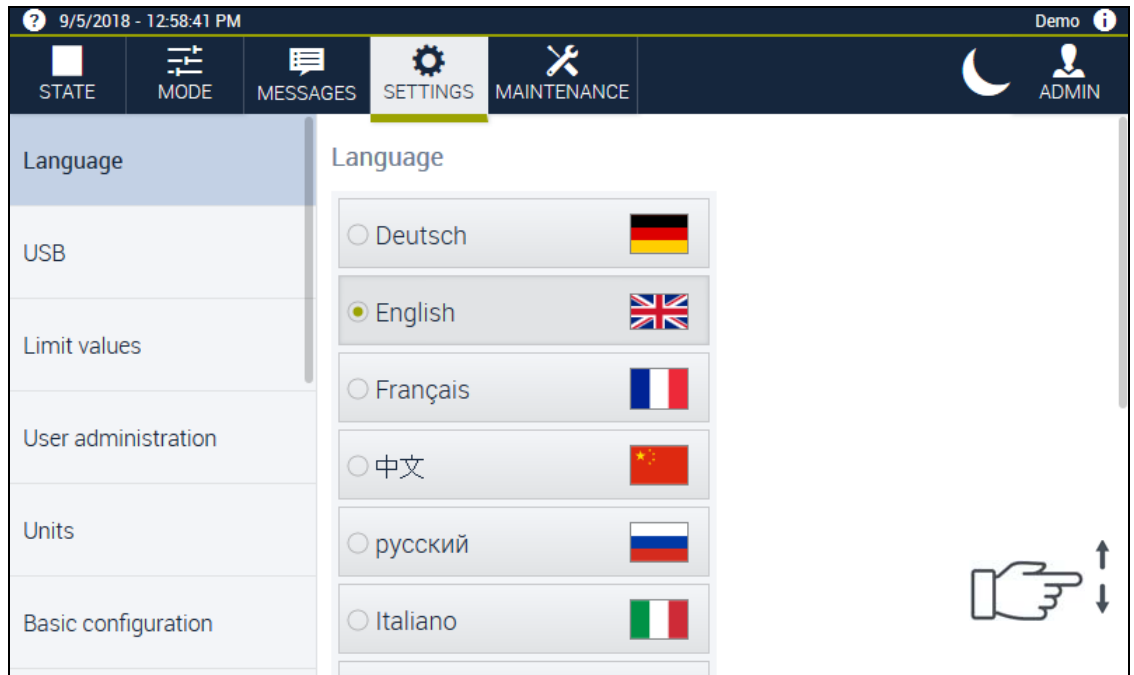 ? 9/5/2018 - 12:58:41 PM Demo i
STATE MODE MESSAGES SETTINGS MAINTENANCE ADMIN
Language
USB
Limit values
User administration
Units
Basic configuration
Language
Deutsch
English
Français
中文
русский
Italiano